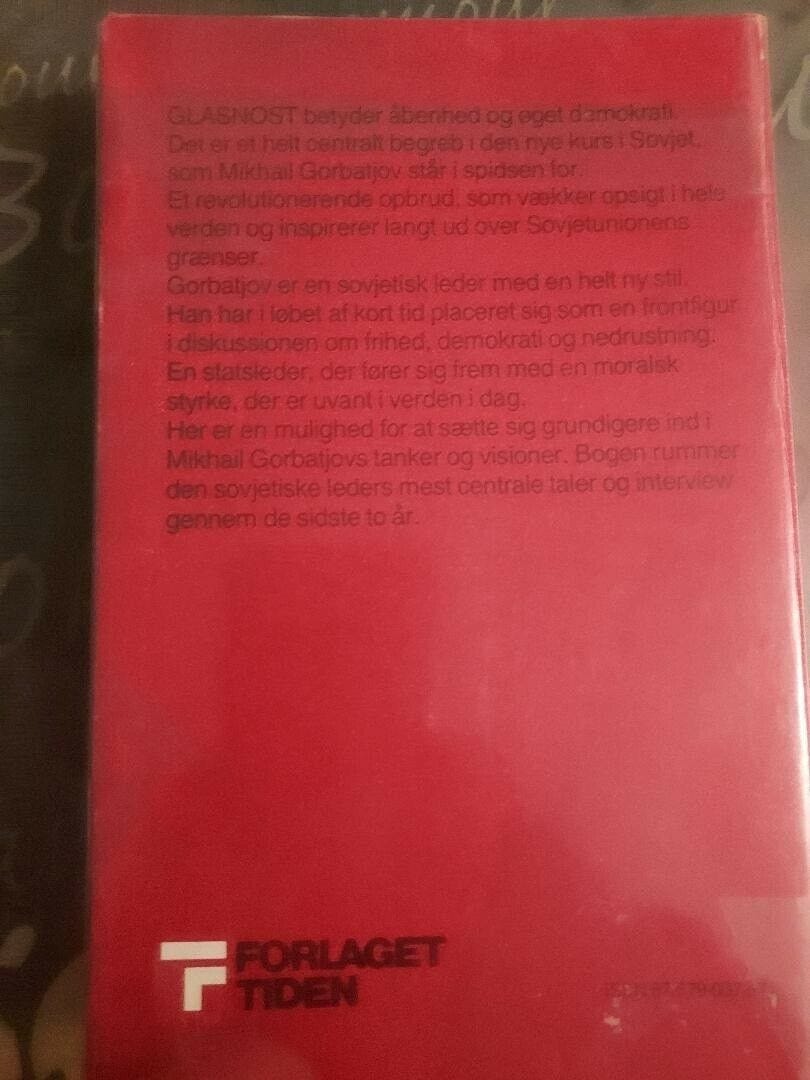 GLASNOST betyder åbenhed og øget demokrati.
Det er et helt centralt begreb i den nye kurs i Sovjet,
som Mikhail Gorbatjov står i spidsen for.
Et revolutionerende opbrud, som vækker opsigt i hele
verden og inspirerer langt ud over Sovjetunionens
grænser.
Gorbatjov er en sovjetisk leder med en helt ny stil.
Han har i løbet af kort tid placeret sig som en frontfigur
i diskussionen om frihed, demokrati og nedrustning.
En statsleder, der fører sig frem med en moralsk
styrke, der er uvant i verden i dag.
Her er en mulighed for at sætte sig grundigere ind i
Mikhail Gorbatjovs tanker og visioner. Bogen rummer
den sovjetiske leders mest centrale taler og interview
gennem de sidste to år.
FORLAGET
TIDEN
ISBN